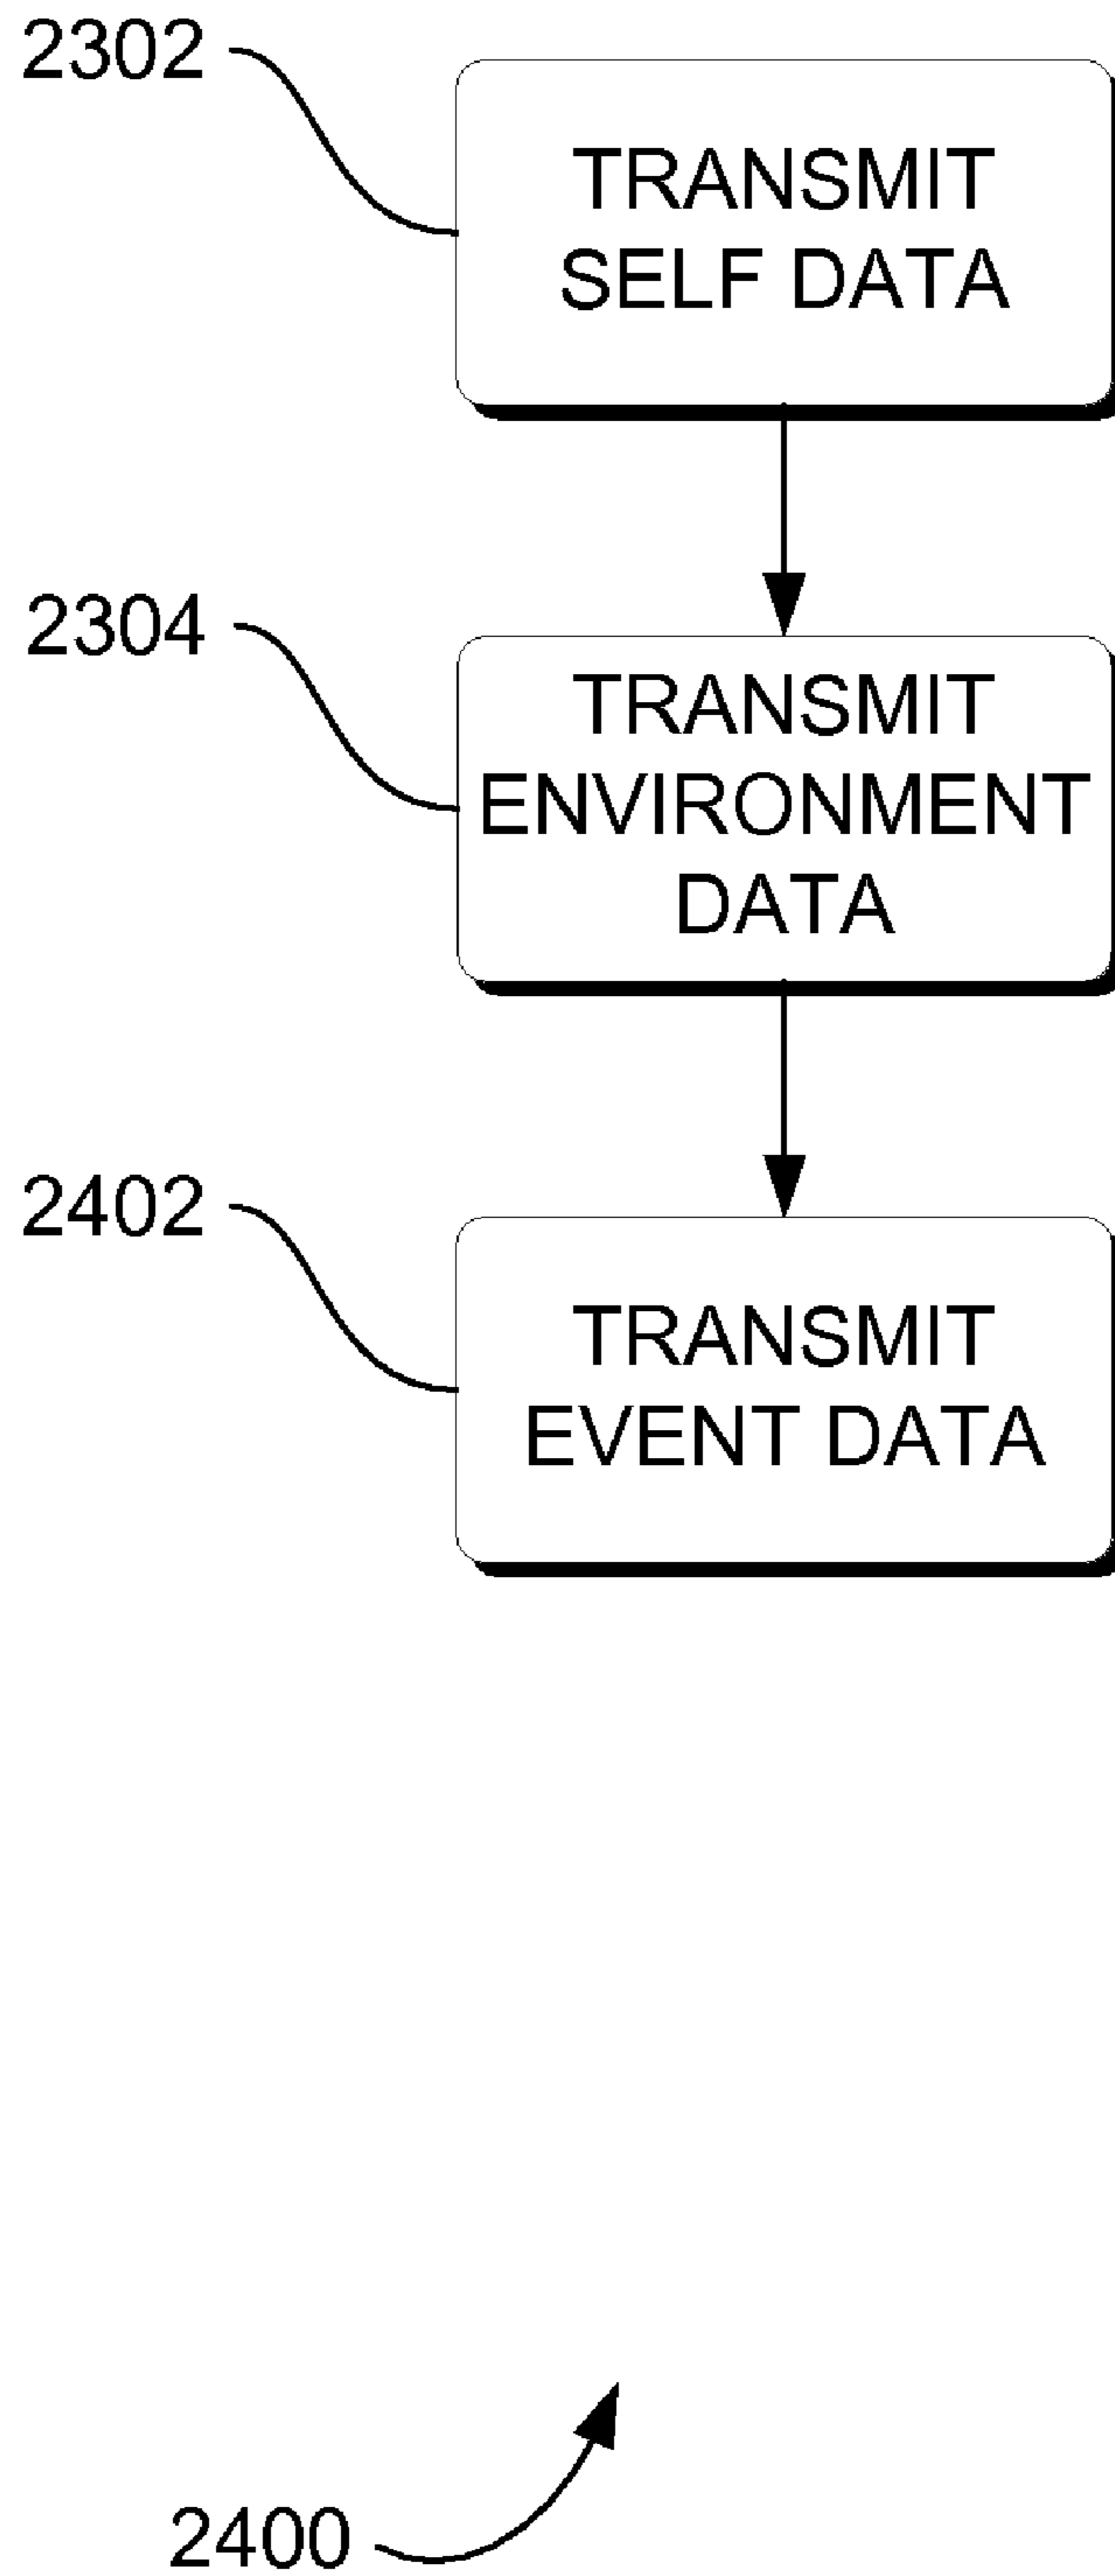 2302
TRANSMIT
SELF DATA
2304
TRANSMIT
ENVIRONMENT
DATA
2402
TRANSMIT
EVENT DATA
2400